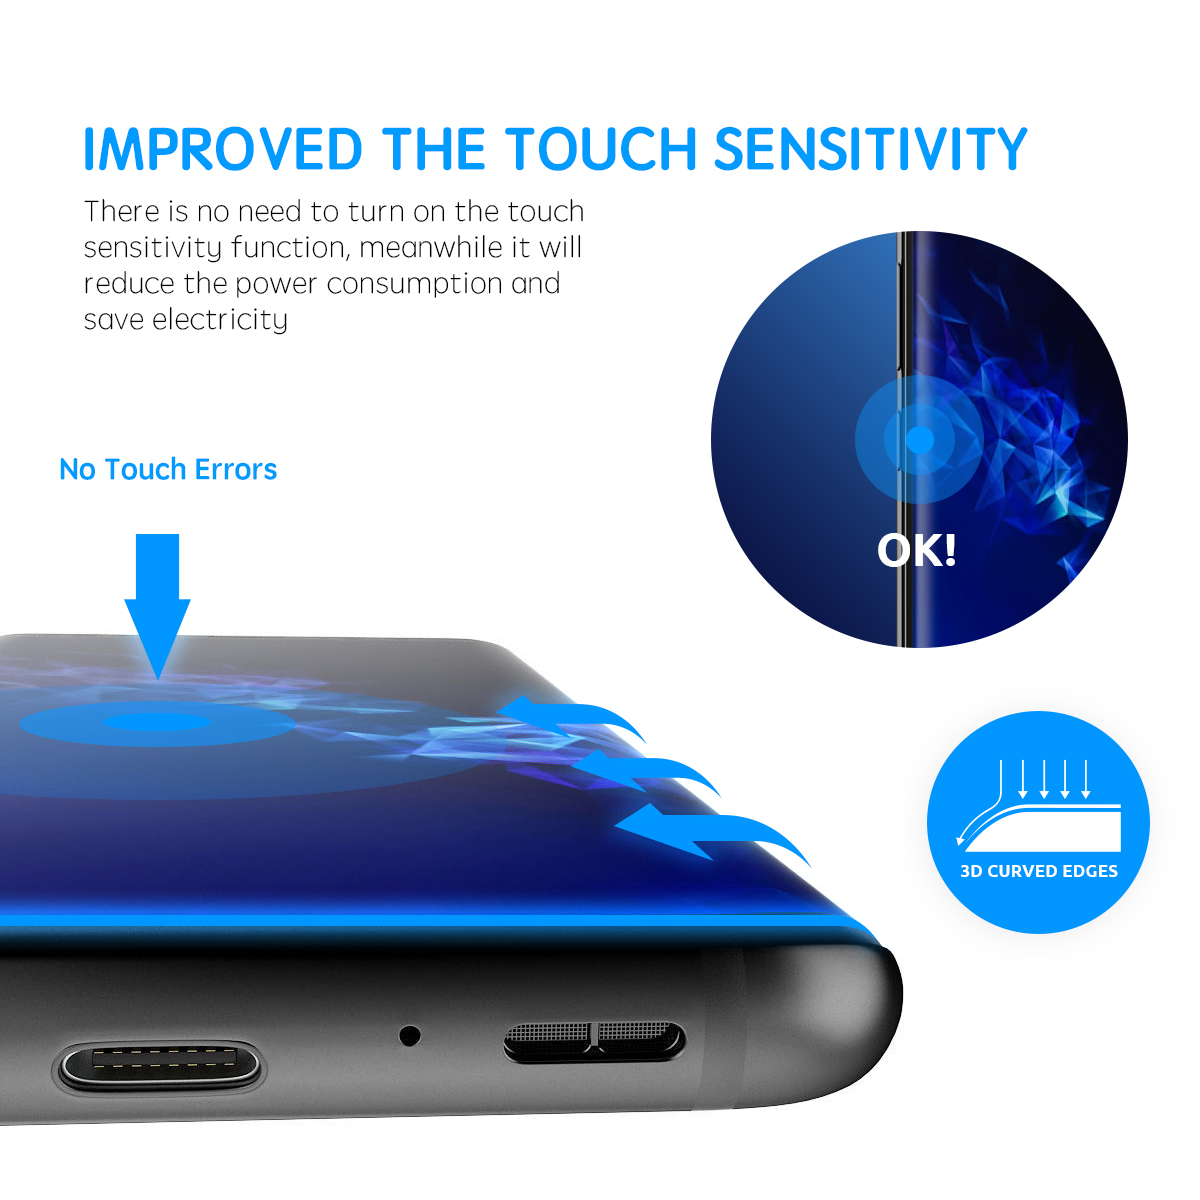 IMPROVED THE TOUCH SENSITIVITY
There is no need to turn on the touch
sensitivity function, meanwhile it will
reduce the power consumption and
save electricity
No Touch Errors
OK!
3D CURVED EDGES